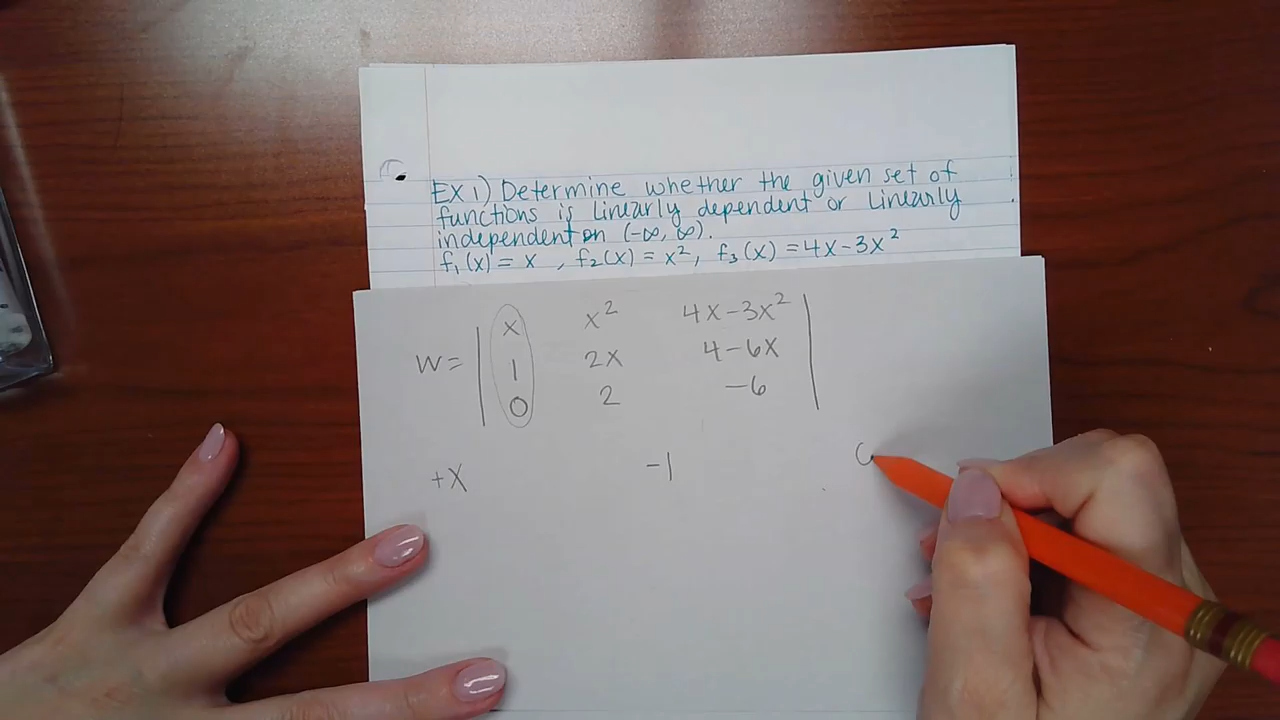 EX 1) Determine whether the given set of
functions is linearly dependent or linearly
independent on (-∞, ∞).
f₁(x) = x , f₂(x) = x², f₃(x) = 4x-3x²
x x² 4x-3x²
W= 1 2x 4-6x
0 2 -6
+x -1